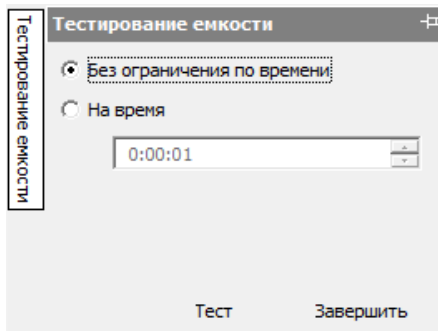 Тестирование емкости
Тестирование емкости
Без ограничения по времени
На время
0:00:01
Тест Завершить